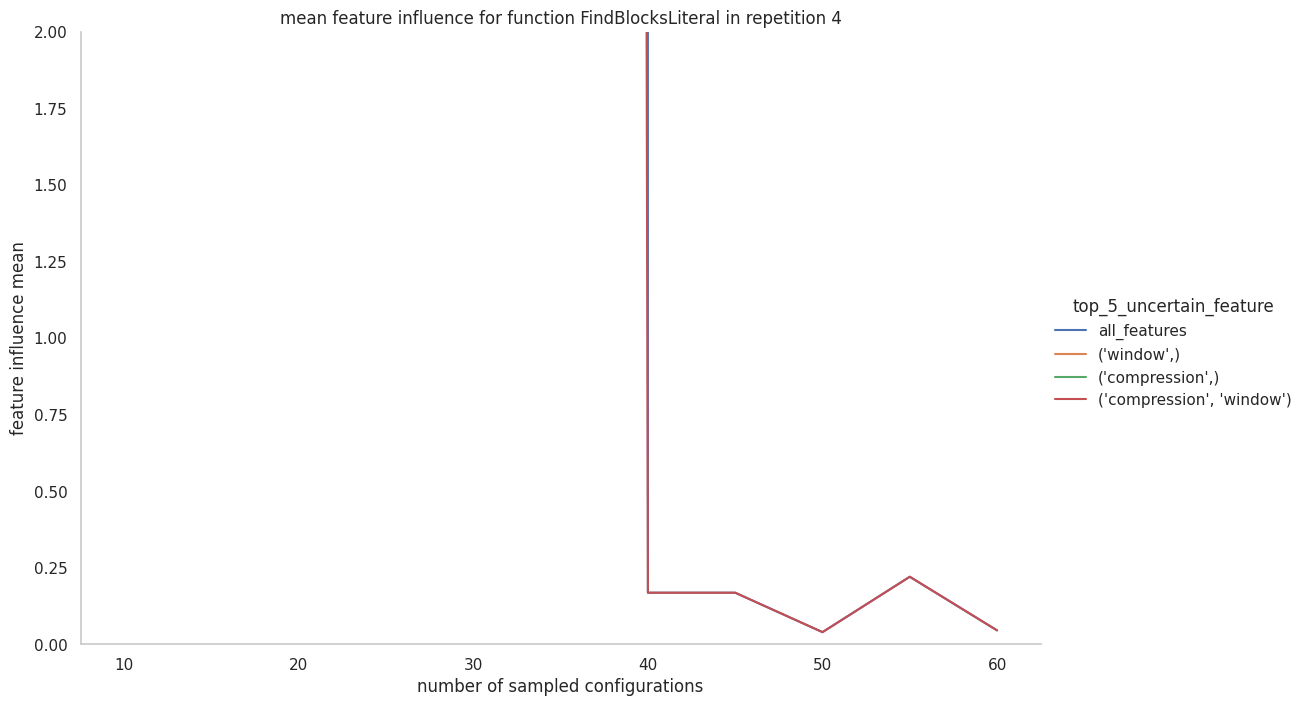 mean feature influence for function FindBlocksLiteral in repetition 4
2.00
1.75
1.50
1.25
1.00
0.75
0.50
0.25
0.00
feature influence mean
10 20 30 40 50 60
number of sampled configurations
top_5_uncertain_feature
all_features
('window',)
('compression',)
('compression', 'window')